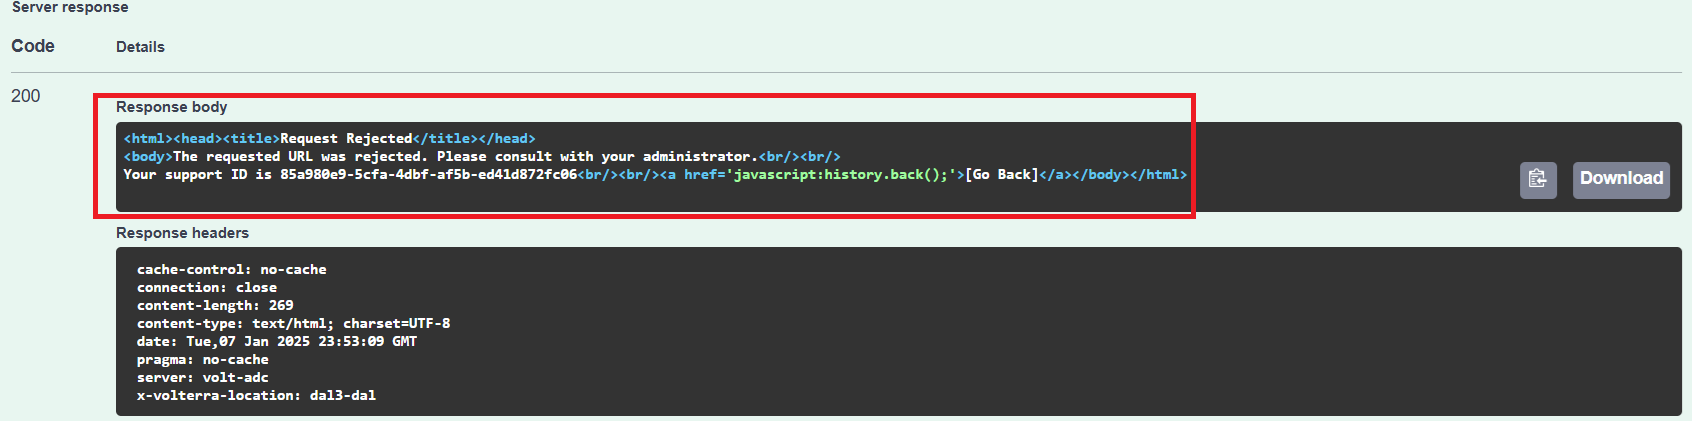 Server response
Code Details
200
Response body
<html><head><title>Request Rejected</title></head>
<body>The requested URL was rejected. Please consult with your administrator.<br/><br/>
Your support ID is 85a980e9-5cfa-4dbf-af5b-ed41d872fc06<br/><br/><a href='javascript:history.back();'>[Go Back]</a></body></html>
Download
Response headers
cache-control: no-cache
connection: close
content-length: 269
content-type: text/html; charset=UTF-8
date: Tue,07 Jan 2025 23:53:09 GMT
pragma: no-cache
server: volt-adc
x-volterra-location: dal3-dal